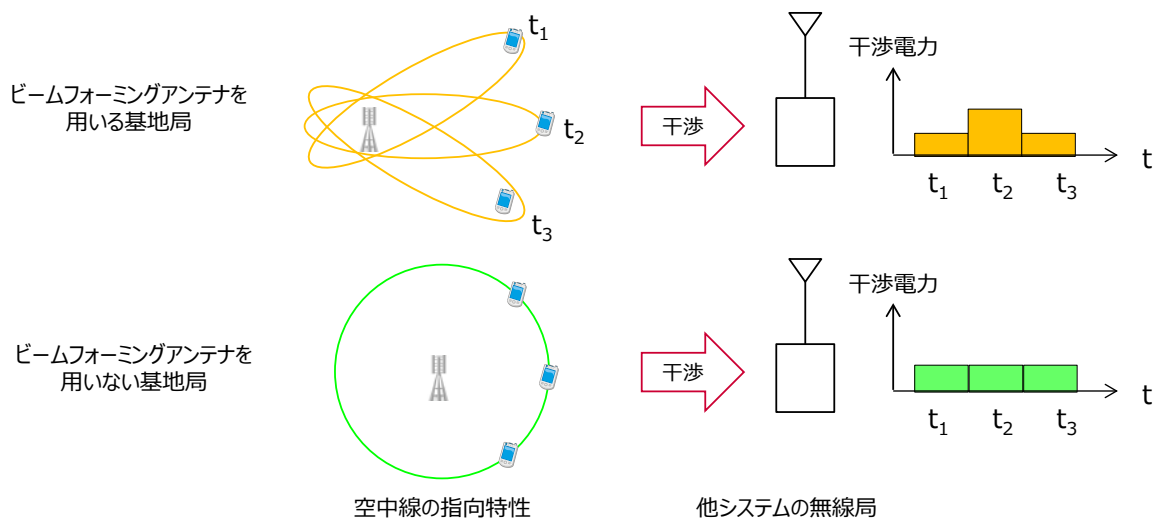 ビームフォーミングアンテナを
用いる基地局
t₁
t₂
t₃
干渉
干渉電力
t
t₁
t₂
t₃
ビームフォーミングアンテナを
用いない基地局
干渉
干渉電力
t
t₁
t₂
t₃
空中線の指向特性
他システムの無線局